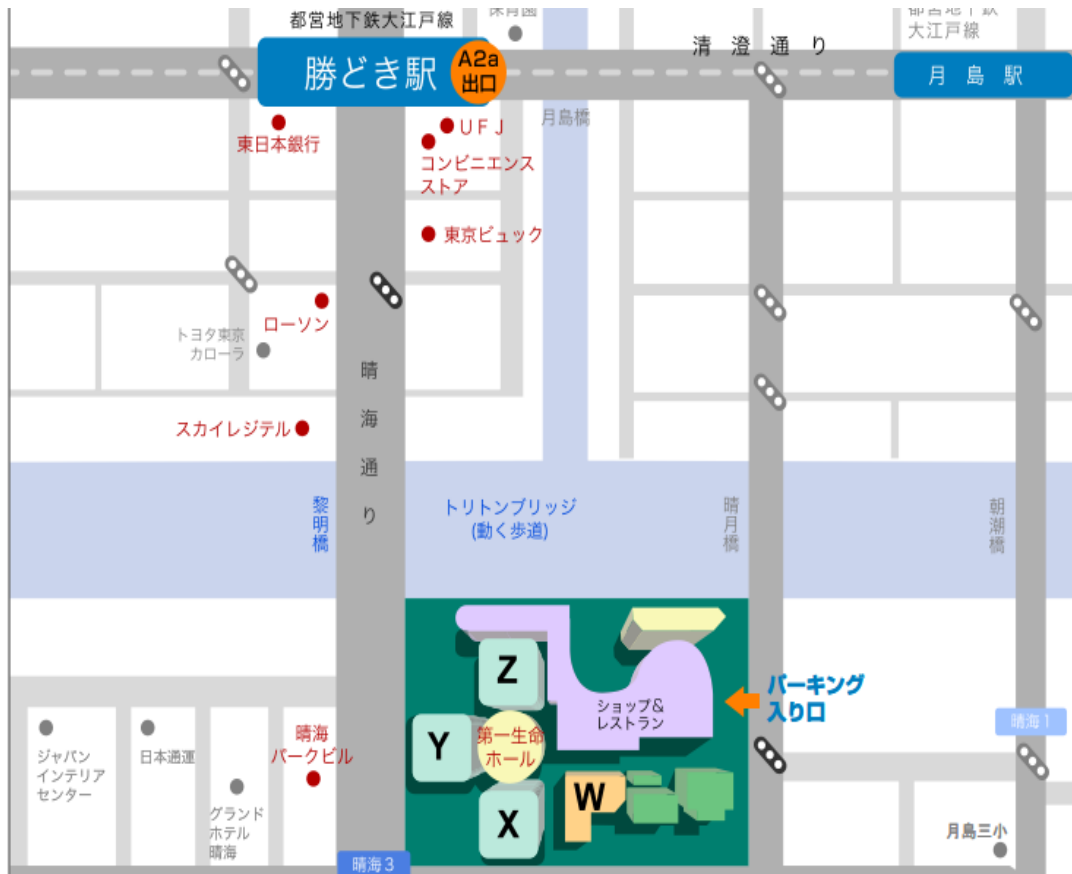 都営地下鉄大江戸線
保育園
都営地下鉄
大江戸線
清澄通り
勝どき駅
A2a
出口
月島駅
東日本銀行
UFJ
月島橋
コンビニエンス
ストア
東京ビュック
ローソン
トヨタ東京
カローラ
晴海通り
スカイレジテル
黎明橋
トリトンブリッジ
(動く歩道)
晴月橋
朝潮橋
Z
ショップ&
レストラン
パーキング
入り口
晴海1
Y
第一生命
ホール
晴海
パークビル
ジャパン
インテリア
センター
日本通運
W
X
グランド
ホテル
晴海
月島三小
晴海3